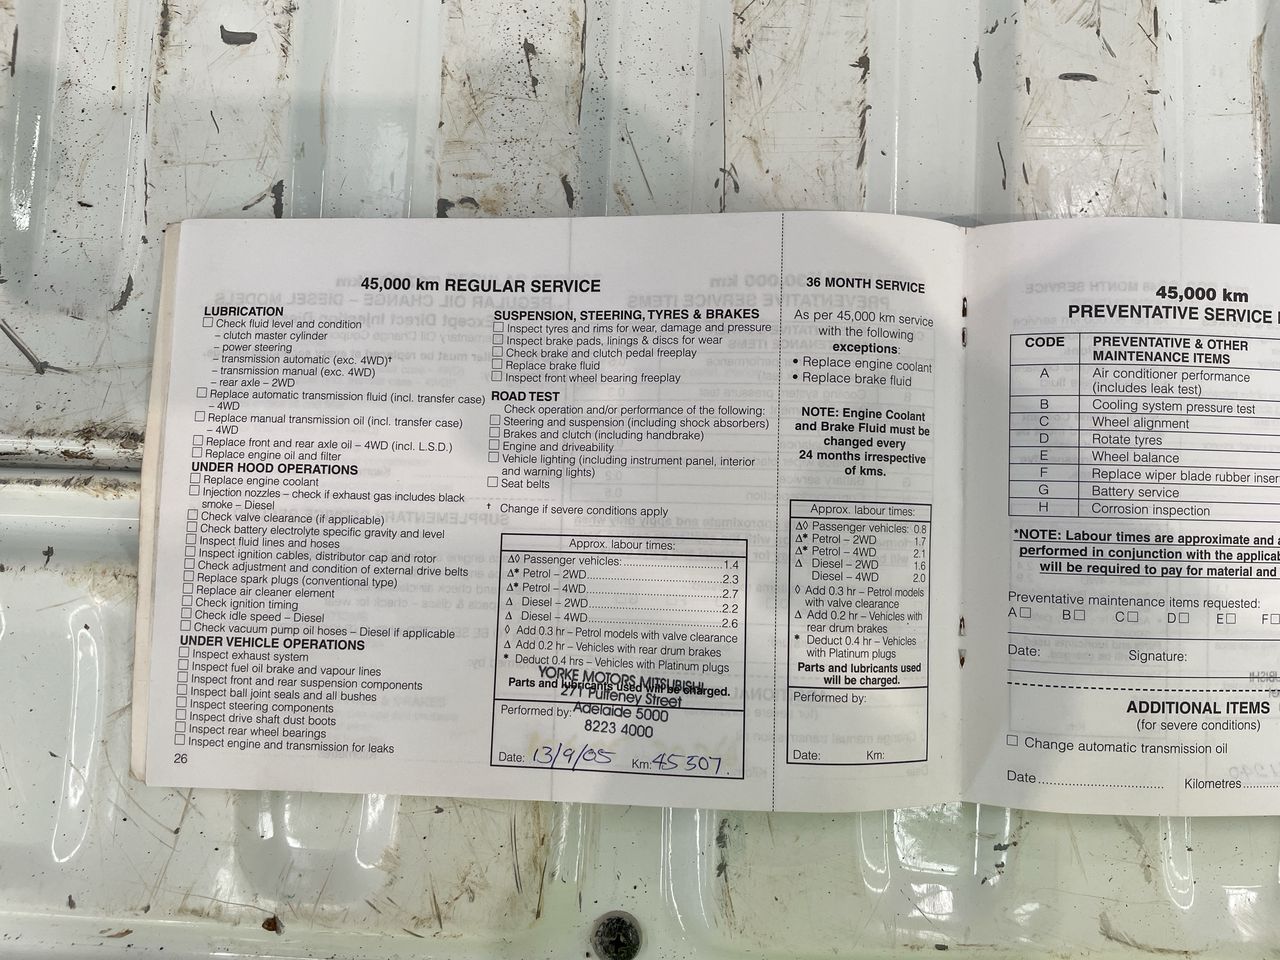 45,000 km REGULAR SERVICE
LUBRICATION
Check fluid level and condition
– clutch master cylinder
– power steering
– transmission automatic (exc. 4WD)†
– transmission manual (exc. 4WD)
– rear axle – 2WD
Replace automatic transmission fluid (incl. transfer case)
– 4WD
Replace manual transmission oil (incl. transfer case)
– 4WD
Replace front and rear axle oil – 4WD (incl. L.S.D.)
Replace engine oil and filter
UNDER HOOD OPERATIONS
Replace engine coolant
Injection nozzles – check if exhaust gas includes black
smoke – Diesel
Check valve clearance (if applicable)
Check battery electrolyte specific gravity and level
Inspect fluid lines and hoses
Inspect ignition cables, distributor cap and rotor
Check adjustment and condition of external drive belts
Replace spark plugs (conventional type)
Replace air cleaner element
Check ignition timing
Check idle speed – Diesel
Check vacuum pump oil hoses – Diesel if applicable
UNDER VEHICLE OPERATIONS
Inspect exhaust system
Inspect fuel oil brake and vapour lines
Inspect front and rear suspension components
Inspect ball joint seals and all bushes
Inspect steering components
Inspect drive shaft dust boots
Inspect rear wheel bearings
Inspect engine and transmission for leaks
26
SUSPENSION, STEERING, TYRES & BRAKES
Inspect tyres and rims for wear, damage and pressure
Inspect brake pads, linings & discs for wear
Check brake and clutch pedal freeplay
Replace brake fluid
Inspect front wheel bearing freeplay
ROAD TEST
Check operation and/or performance of the following:
Steering and suspension (including shock absorbers)
Brakes and clutch (including handbrake)
Engine and driveability
Vehicle lighting (including instrument panel, interior
and warning lights)
Seat belts
† Change if severe conditions apply
Approx. labour times:
Δ◊ Passenger vehicles:..........1.4
Δ* Petrol – 2WD..........2.3
Δ* Petrol – 4WD..........2.7
Δ Diesel – 2WD..........2.2
Δ Diesel – 4WD..........2.6
◊ Add 0.3 hr – Petrol models with valve clearance
Δ Add 0.2 hr – Vehicles with rear drum brakes
* Deduct 0.4 hrs – Vehicles with Platinum plugs
Parts and lubricants used will be charged.
YORKE MOTORS MITSUBISHI
271 Pulteney Street
Adelaide 5000
8223 4000
Performed by:
Date: 13/9/05 Km: 45507.
36 MONTH SERVICE
As per 45,000 km service
with the following
exceptions:
• Replace engine coolant
• Replace brake fluid
NOTE: Engine Coolant
and Brake Fluid must be
changed every
24 months irrespective
of kms.
Approx. labour times:
Δ◊ Passenger vehicles: 0.8
Δ* Petrol – 2WD 1.7
Δ* Petrol – 4WD 2.1
Δ Diesel – 2WD 1.6
Diesel – 4WD 2.0
◊ Add 0.3 hr – Petrol models
with valve clearance
Δ Add 0.2 hr – Vehicles with
rear drum brakes
* Deduct 0.4 hr – Vehicles
with Platinum plugs
Parts and lubricants used
will be charged.
Performed by:
Date: Km:
45,000 km
PREVENTATIVE SERVICE
CODE PREVENTATIVE & OTHER
MAINTENANCE ITEMS
A Air conditioner performance
(includes leak test)
B Cooling system pressure test
C Wheel alignment
D Rotate tyres
E Wheel balance
F Replace wiper blade rubber
G Battery service
H Corrosion inspection
*NOTE: Labour times are approximate and
performed in conjunction with the
will be required to pay for material and
Preventative maintenance items requested:
A B C D E F
Date: Signature:
ADDITIONAL ITEMS
(for severe conditions)
Change automatic transmission oil
Date.......... Kilometres..........